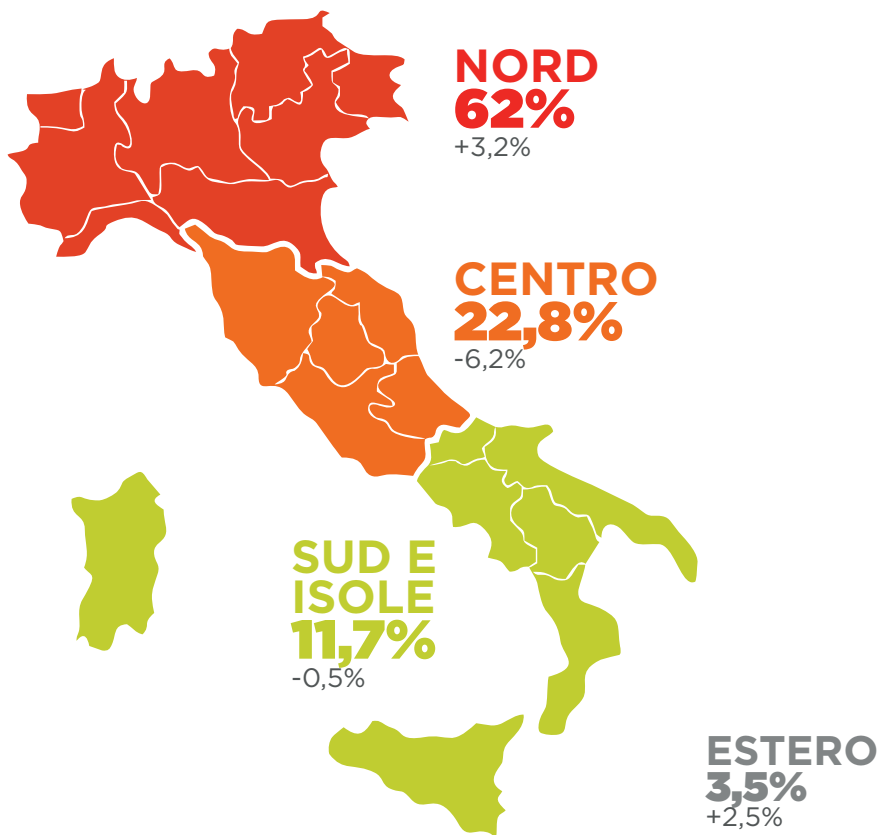 NORD
62%
+3,2%
CENTRO
22,8%
-6,2%
SUD E
ISOLE
11,7%
-0,5%
ESTERO
3,5%
+2,5%